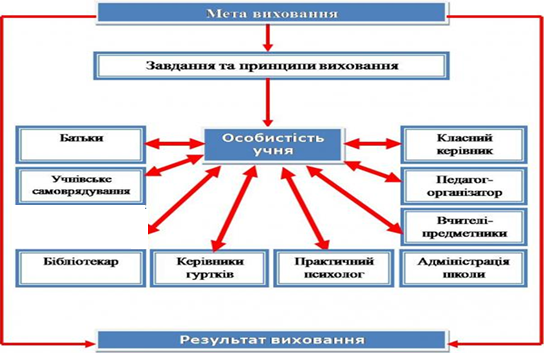 Мета виховання
Завдання та принципи виховання
Батьки
Особистість
учня
Класний
керівник
Учнівське
самоврядування
Педагог-
організатор
Вчителі-
предметники
Бібліотекар
Керівники
гуртків
Практичний
психолог
Адміністрація
школи
Результат виховання